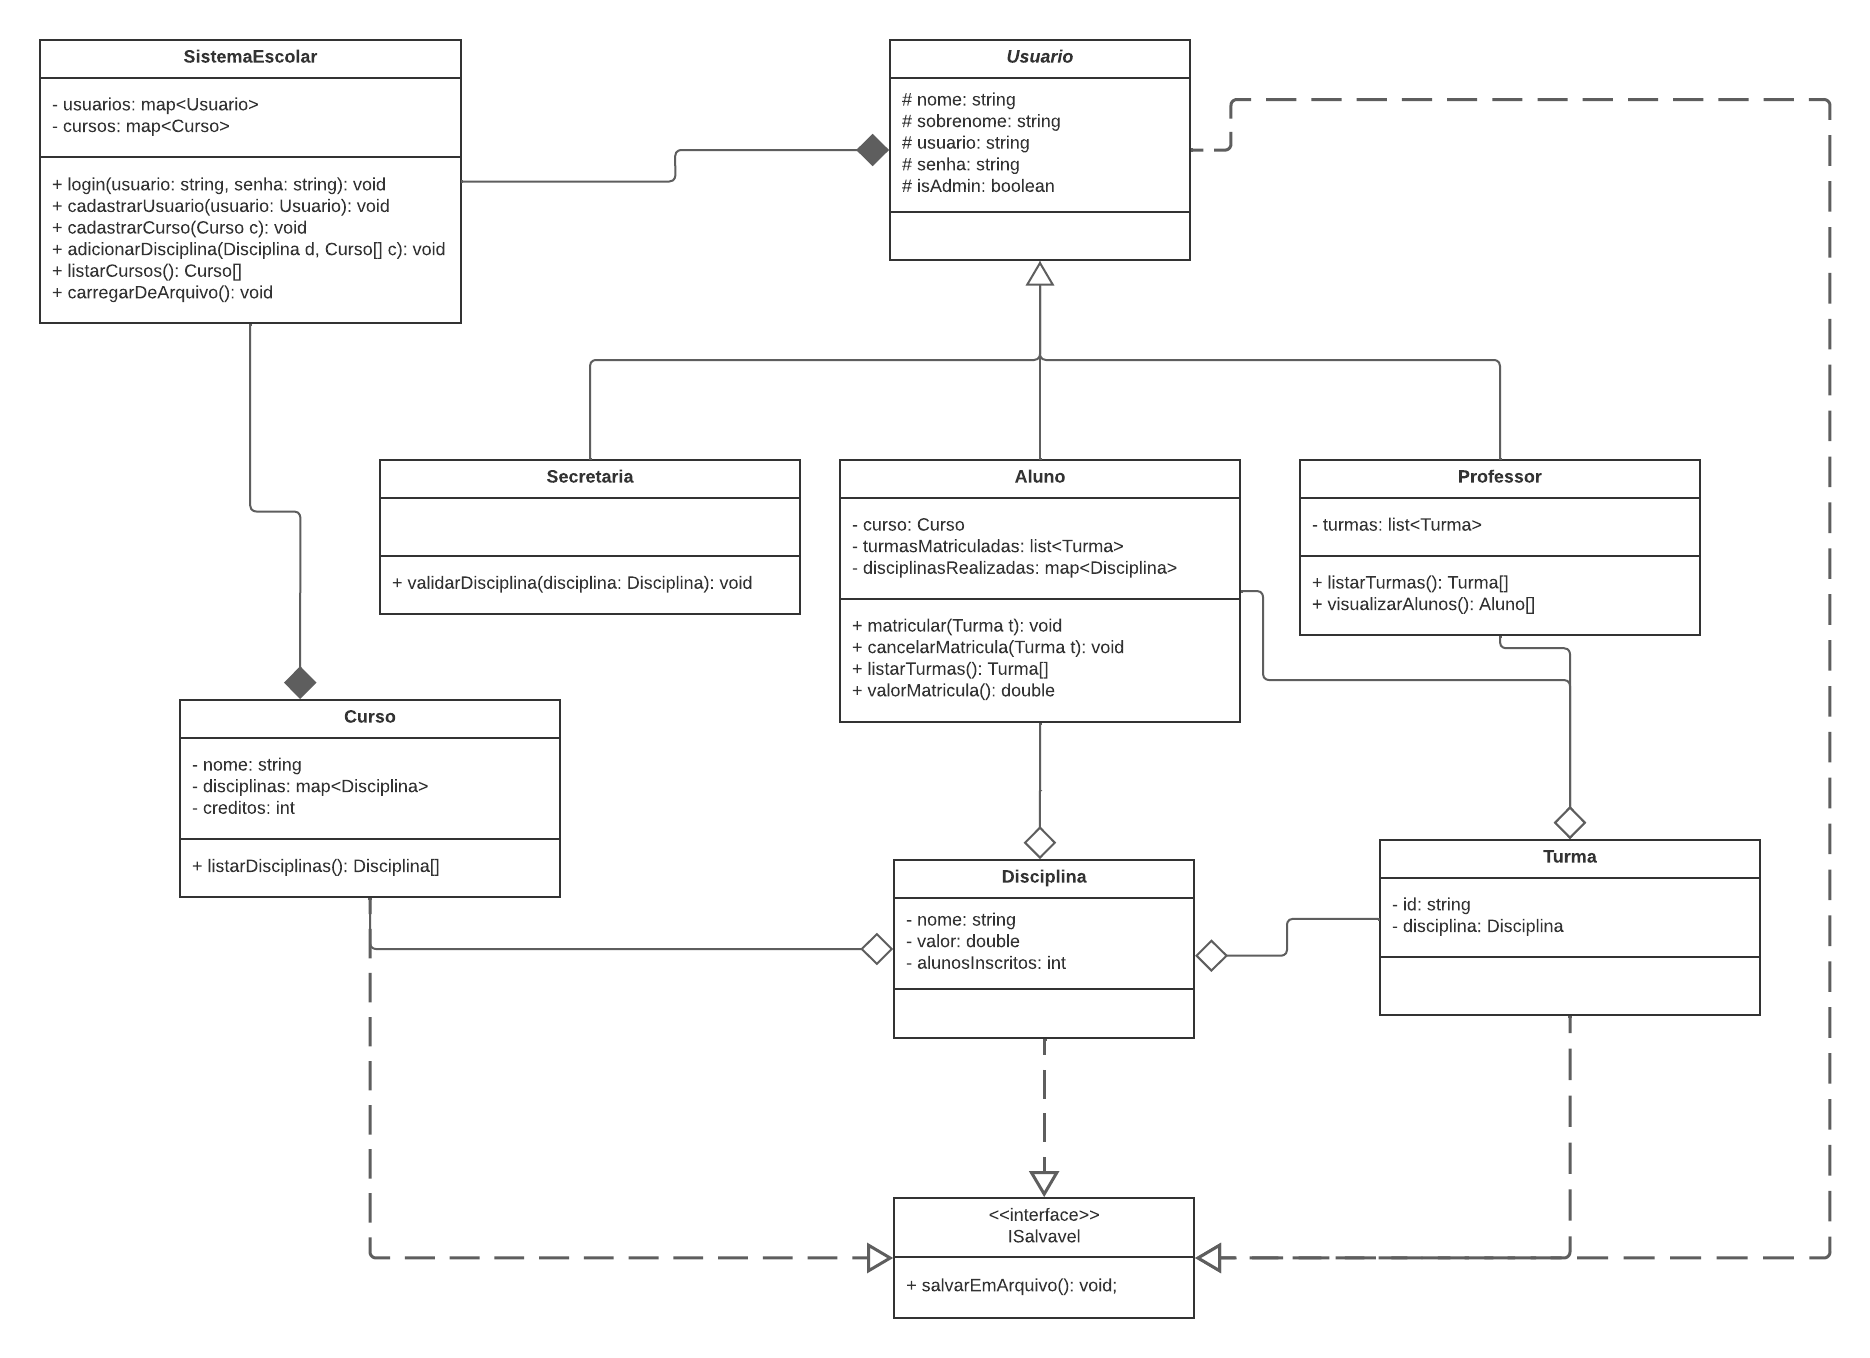 SistemaEscolar
- usuarios: map<Usuario>
- cursos: map<Curso>
+ login(usuario: string, senha: string): void
+ cadastrarUsuario(usuario: Usuario): void
+ cadastrarCurso(Curso c): void
+ adicionarDisciplina(Disciplina d, Curso[] c): void
+ listarCursos(): Curso[]
+ carregarDeArquivo(): void
Usuario
# nome: string
# sobrenome: string
# usuario: string
# senha: string
# isAdmin: boolean
Secretaria
+ validarDisciplina(disciplina: Disciplina): void
Aluno
- curso: Curso
- turmasMatriculadas: list<Turma>
- disciplinasRealizadas: map<Disciplina>
+ matricular(Turma t): void
+ cancelarMatricula(Turma t): void
+ listarTurmas(): Turma[]
+ valorMatricula(): double
Professor
- turmas: list<Turma>
+ listarTurmas(): Turma[]
+ visualizarAlunos(): Aluno[]
Curso
- nome: string
- disciplinas: map<Disciplina>
- creditos: int
+ listarDisciplinas(): Disciplina[]
Disciplina
- nome: string
- valor: double
- alunosInscritos: int
Turma
- id: string
- disciplina: Disciplina
<<interface>>
ISalvavel
+ salvarEmArquivo(): void;